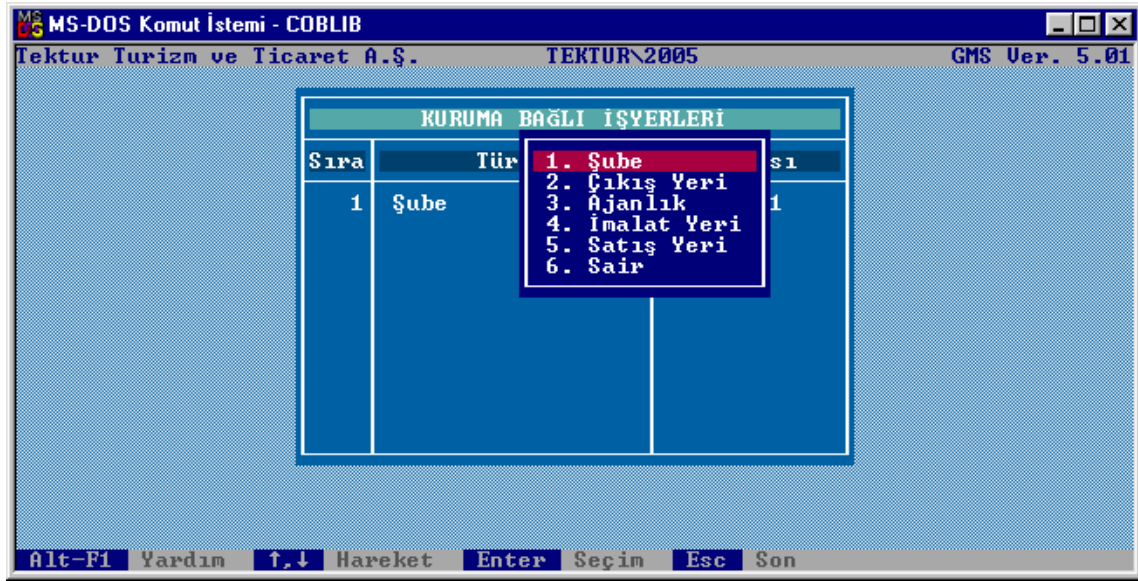 MS-DOS Komut İstemi - COBLIB
Tektur Turizm ve Ticaret A.Ş. TEKTUR\2005 GMS Ver. 5.01
KURUMA BAĞLI İŞYERLERİ
Sıra Tür sı
1 Şube 1
1. Şube
2. Çıkış Yeri
3. Ajanlık
4. İmalat Yeri
5. Satış Yeri
6. Sair
Alt-F1 Yardım ↑,↓ Hareket Enter Seçim Esc Son